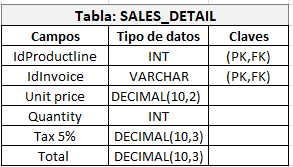 Tabla: SALES_DETAIL
Campos Tipo de datos Claves
IdProductline INT (PK,FK)
IdInvoice VARCHAR (PK,FK)
Unit price DECIMAL(10,2)
Quantity INT
Tax 5% DECIMAL(10,3)
Total DECIMAL(10,3)